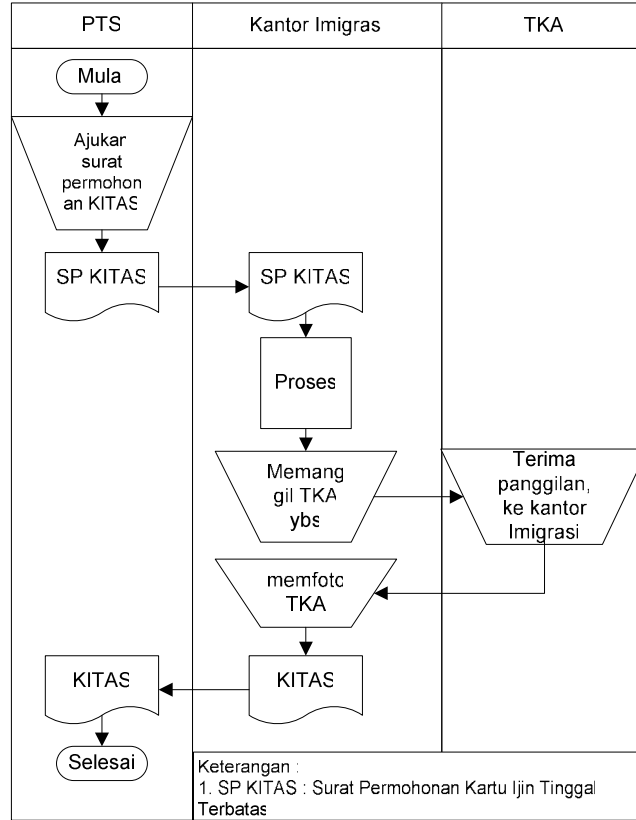 PTS
Kantor Imigras
TKA
Mula
Ajukar
surat
permohon
an KITAS
SP KITAS
SP KITAS
Proses
Memang
gil TKA
ybs
Terima
panggilan,
ke kantor
Imigrasi
memfoto
TKA
KITAS
KITAS
Selesai
Keterangan :
1. SP KITAS : Surat Permohonan Kartu Ijin Tinggal
Terbatas